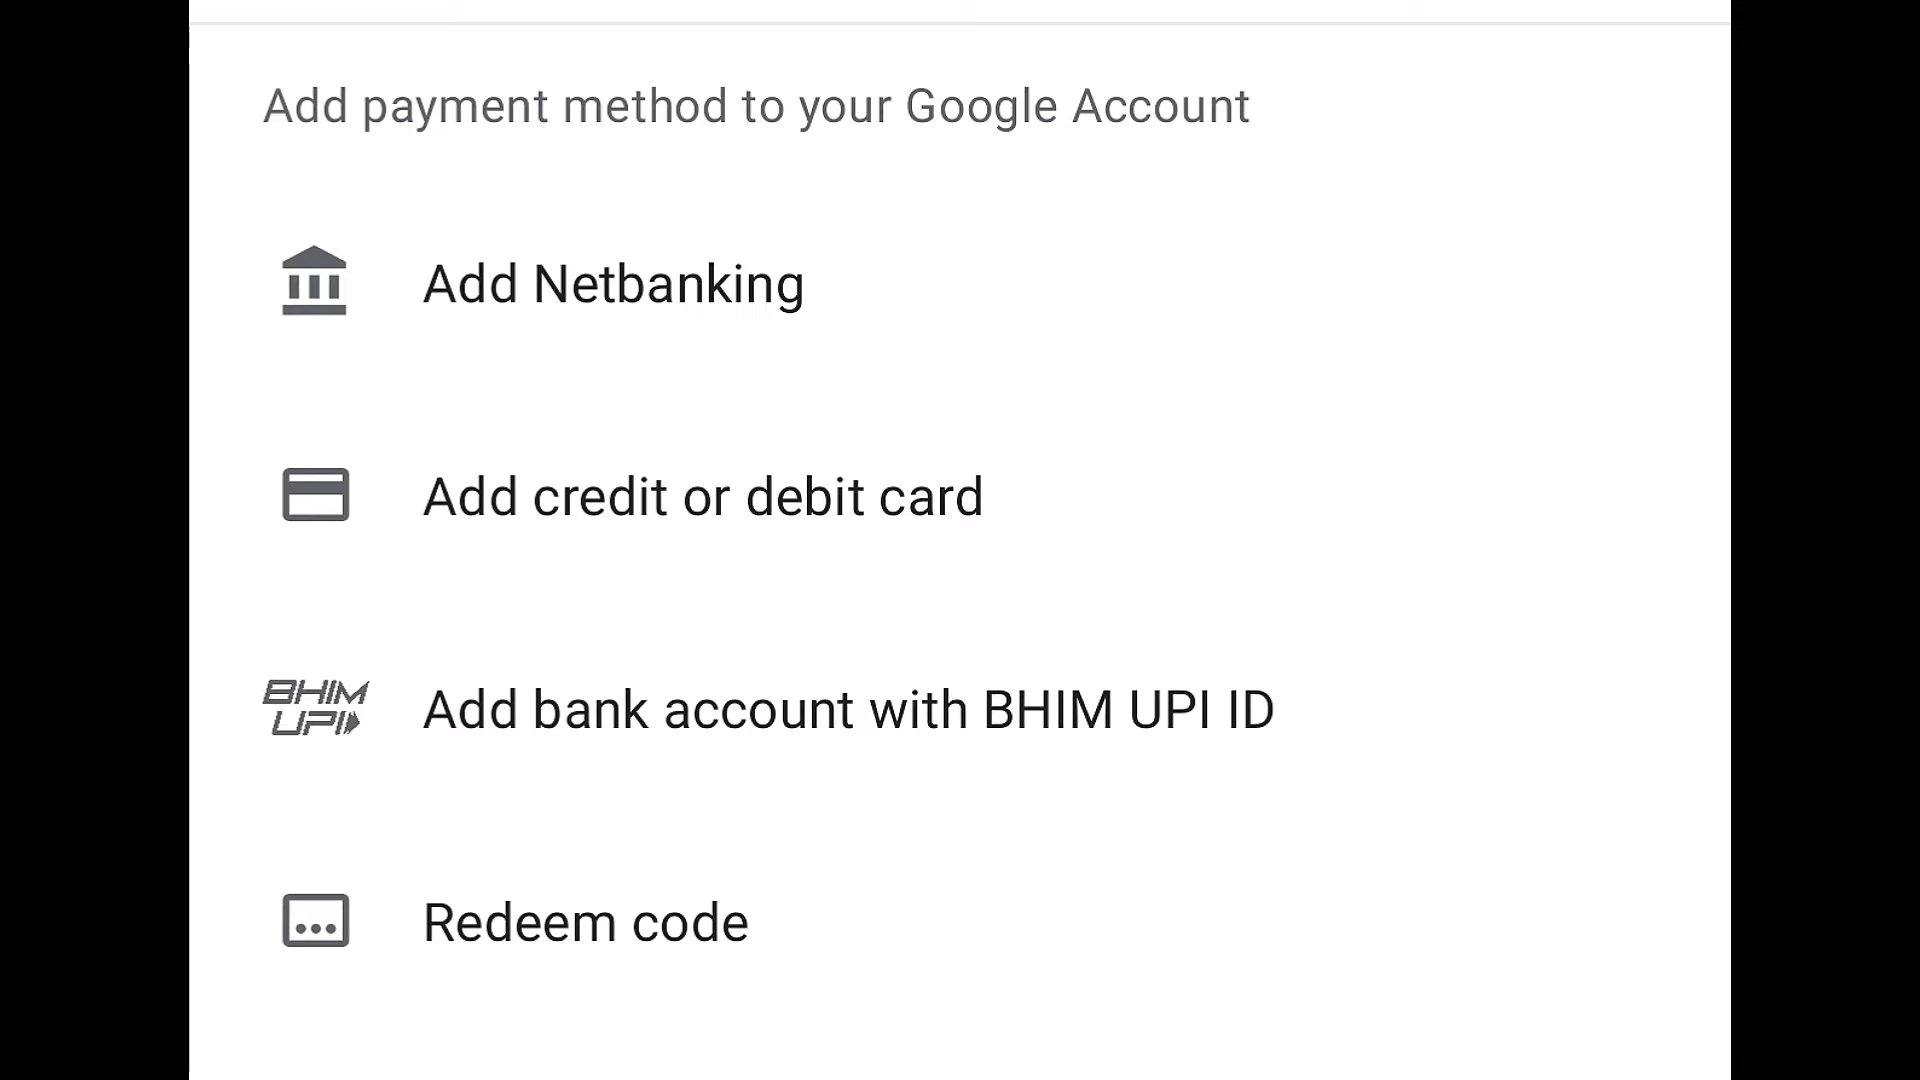 Add payment method to your Google Account
Add Netbanking
Add credit or debit card
BHIM
UPI
Add bank account with BHIM UPI ID
Redeem code